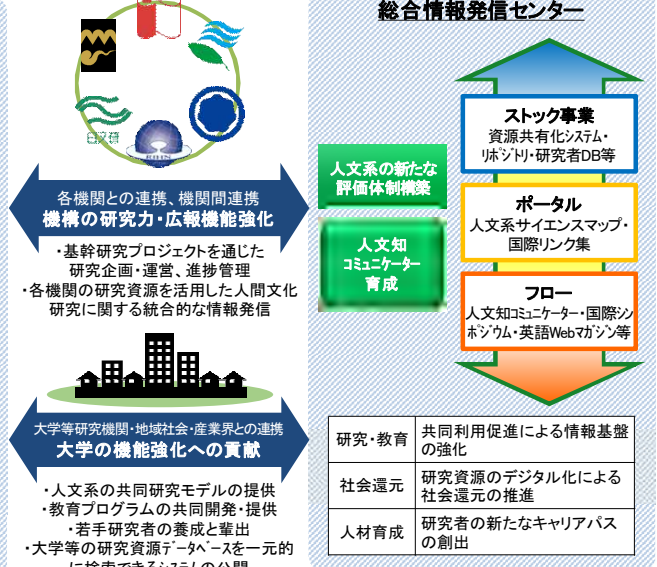 日文研
RIHN
各機関との連携、機関間連携
機構の研究力・広報機能強化
・基幹研究プロジェクトを通じた
研究企画・運営、進捗管理
・各機関の研究資源を活用した人間文化
研究に関する統合的な情報発信
大学等研究機関・地域社会・産業界との連携
大学の機能強化への貢献
・人文系の共同研究モデルの提供
・教育プログラムの共同開発・提供
・若手研究者の養成と輩出
・大学等の研究資源ﾃﾞｰﾀﾍﾞｰｽを一元的
に検索できるｼｽﾃﾑの公開
人文系の新たな
評価体制構築
人文知
ｺﾐｭﾆｹｰﾀｰ
育成
総合情報発信センター
ストック事業
資源共有化ｼｽﾃﾑ・
ﾘﾎﾟｼﾞﾄﾘ・研究者DB等
ポータル
人文系サイエンスマップ・
国際リンク集
フロー
人文知ｺﾐｭﾆｹｰﾀｰ・国際ｼﾝ
ﾎﾟｼﾞｳﾑ・英語Webﾏｶﾞｼﾞﾝ等
研究・教育 共同利用促進による情報基盤
の強化
社会還元 研究資源のデジタル化による
社会還元の推進
人材育成 研究者の新たなキャリアパス
の創出